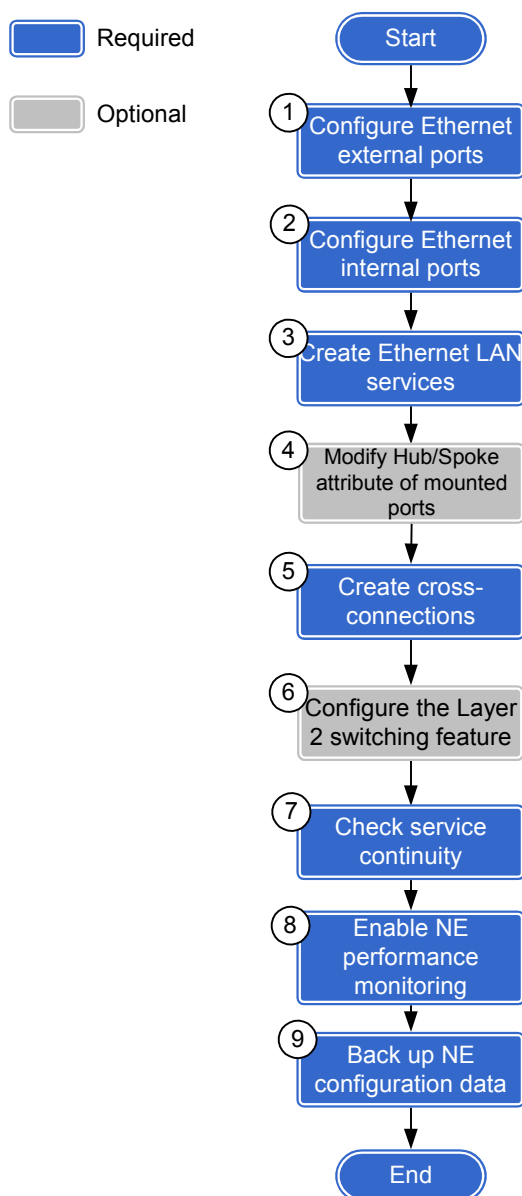 Required
Start
Optional
1
Configure Ethernet
external ports
2
Configure Ethernet
internal ports
3
Create Ethernet LAN
services
4
Modify Hub/Spoke
attribute of mounted
ports
5
Create cross-
connections
6
Configure the Layer
2 switching feature
7
Check service
continuity
8
Enable NE
performance
monitoring
9
Back up NE
configuration data
End